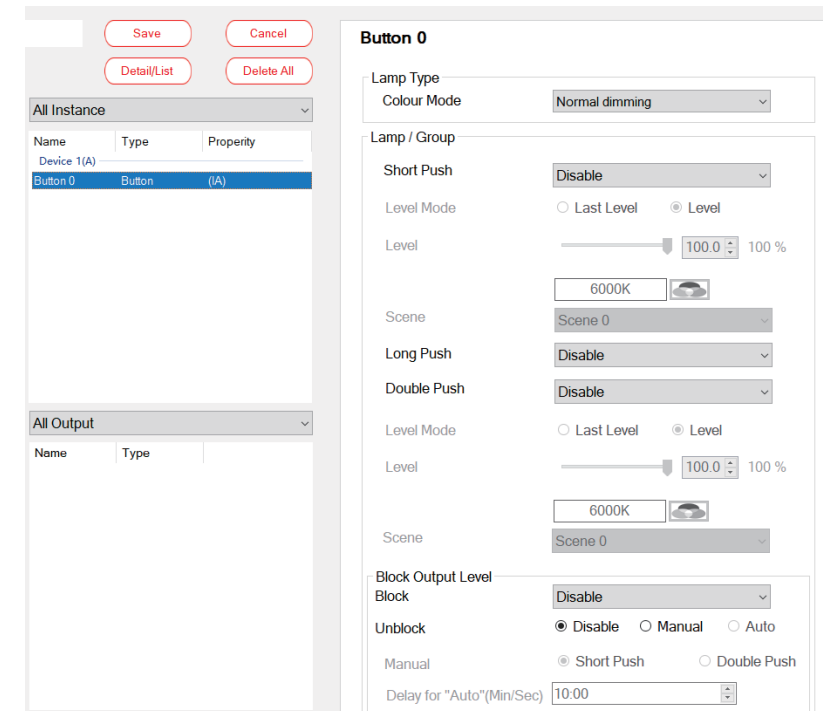 Save Cancel
Detail/List Delete All
All Instance
Name Type Properity
Device 1(A)
Button 0 Button (IA)
All Output
Name Type
Button 0
Lamp Type
Colour Mode Normal dimming
Lamp / Group
Short Push Disable
Level Mode Last Level Level
Level 100.0 100 %
6000K
Scene Scene 0
Long Push Disable
Double Push Disable
Level Mode Last Level Level
Level 100.0 100 %
6000K
Scene Scene 0
Block Output Level
Block Disable
Unblock Disable Manual Auto
Manual Short Push Double Push
Delay for "Auto"(Min/Sec) 10:00